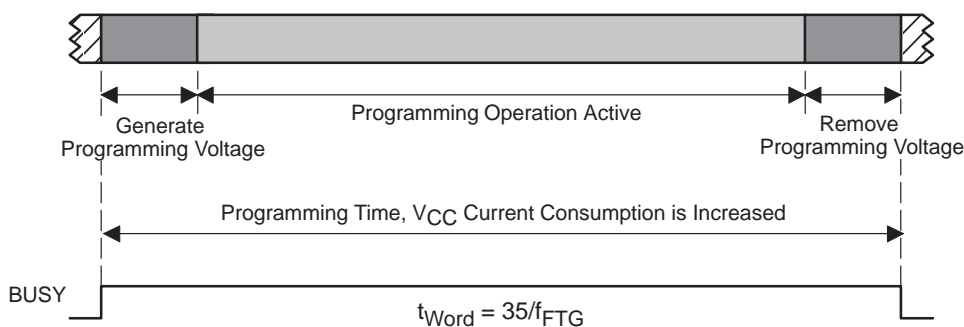 Generate
Programming Voltage
Programming Operation Active
Remove
Programming Voltage
Programming Time, VCC Current Consumption is Increased
BUSY
tWord = 35/fFTG